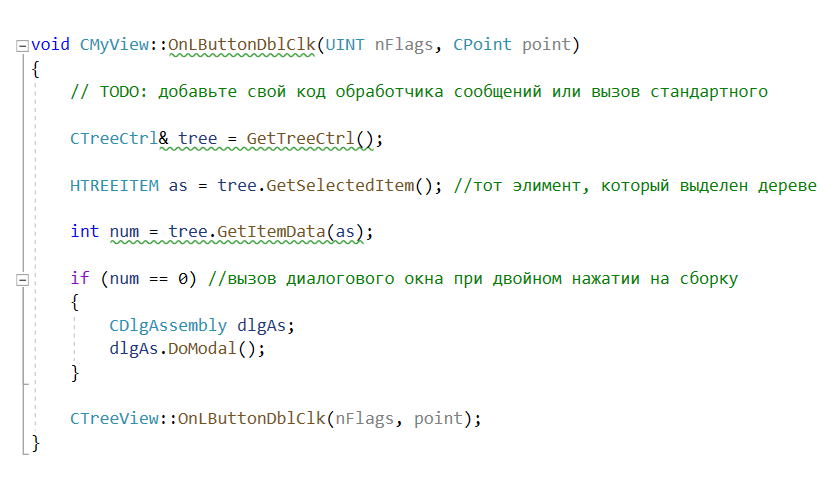 void CMyView::OnLButtonDblClk(UINT nFlags, CPoint point)
{
// TODO: добавьте свой код обработчика сообщений или вызов стандартного
CTreeCtrl& tree = GetTreeCtrl();
HTREEITEM as = tree.GetSelectedItem(); //тот элимент, который выделен дереве
int num = tree.GetItemData(as);
if (num == 0) //вызов диалогового окна при двойном нажатии на сборку
{
CDlgAssembly dlgAs;
dlgAs.DoModal();
}
CTreeView::OnLButtonDblClk(nFlags, point);
}